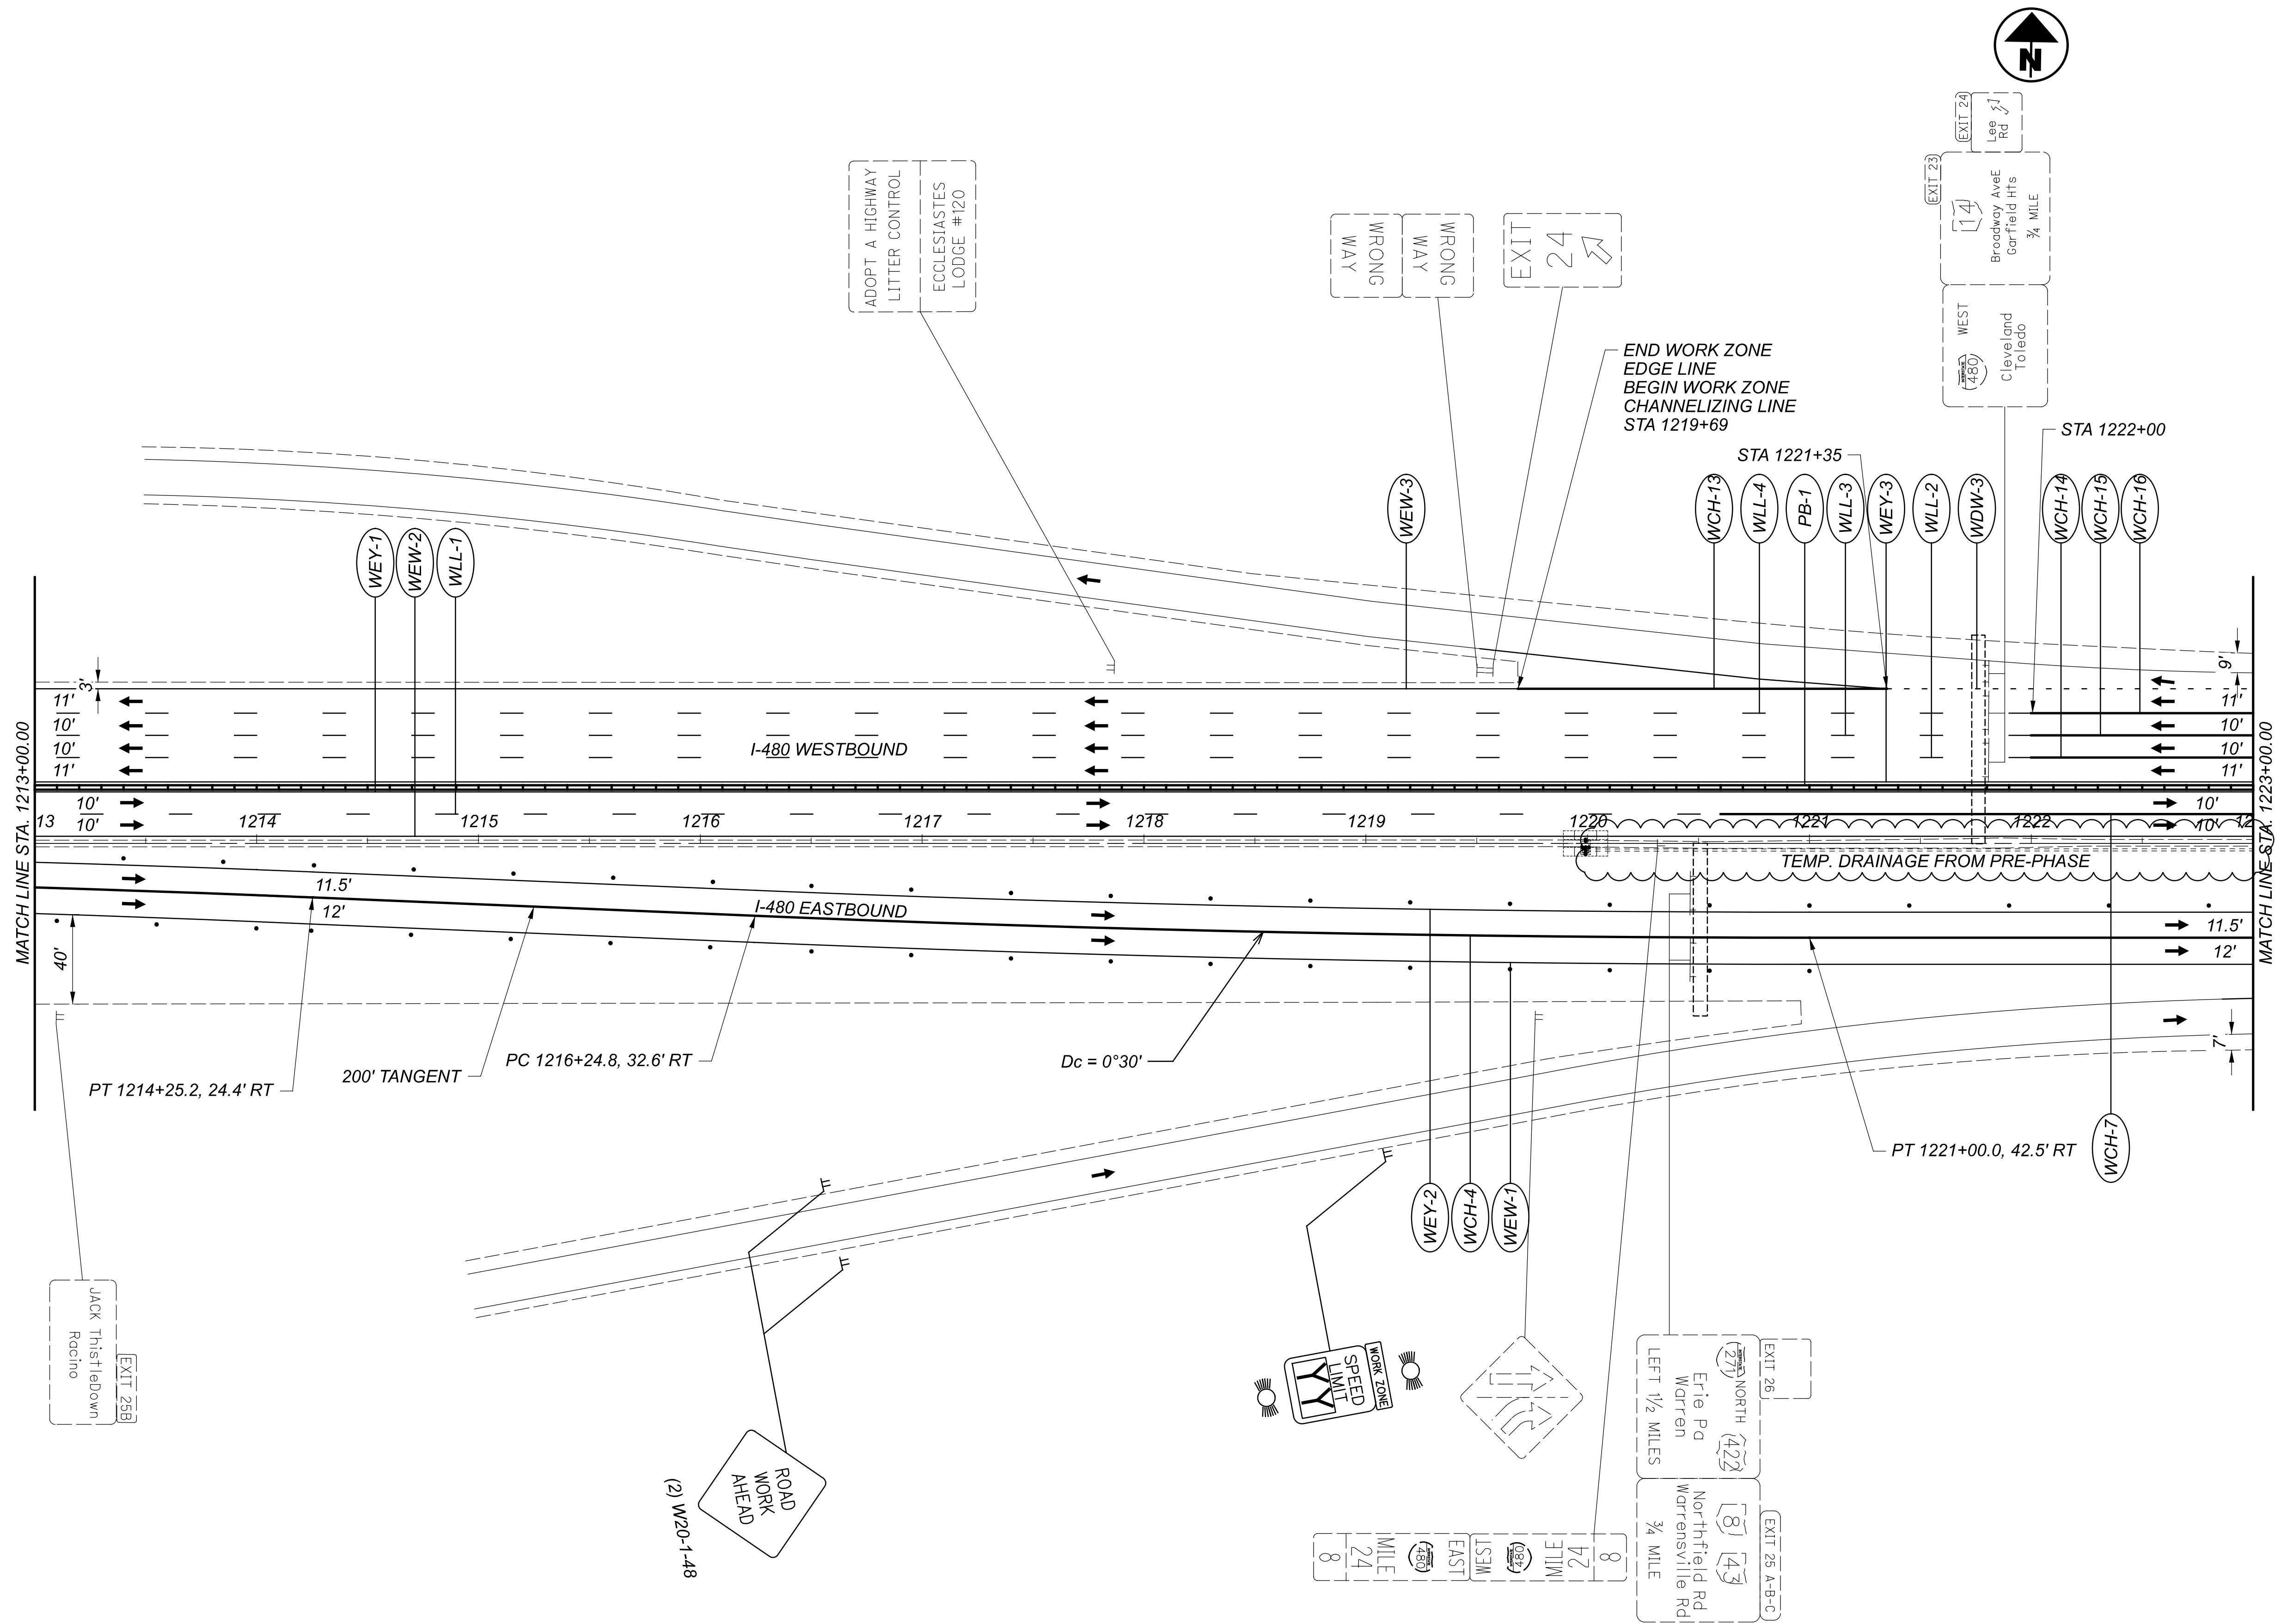 N
EXIT 24
Lee
Rd
EXIT 23
14
Broadway AveE
Garfield Hts
¾ MILE
WEST
480
Cleveland
Toledo
ADOPT A HIGHWAY
LITTER CONTROL
ECCLESIASTES
LODGE #120
WRONG
WAY
WRONG
WAY
EXIT
24
END WORK ZONE
EDGE LINE
BEGIN WORK ZONE
CHANNELIZING LINE
STA 1219+69
STA 1221+35
STA 1222+00
WEY-1
WEW-2
WLL-1
WEW-3
WCH-13
WLL-4
PB-1
WLL-3
WEY-3
WLL-2
WDW-3
WCH-14
WCH-15
WCH-16
MATCH LINE STA. 1213+00.00
3'
11'
10'
10'
11'
10'
10'
I-480 WESTBOUND
9'
11'
10'
10'
11'
10'
10'
MATCH LINE STA. 1223+00.00
13
1214
1215
1216
1217
1218
1219
1220
1221
1222
12
TEMP. DRAINAGE FROM PRE-PHASE
11.5'
12'
I-480 EASTBOUND
11.5'
12'
40'
7'
PT 1214+25.2, 24.4' RT
200' TANGENT
PC 1216+24.8, 32.6' RT
Dc = 0°30'
PT 1221+00.0, 42.5' RT
WCH-7
WEY-2
WCH-4
WEW-1
JACK ThistleDown
Racino
EXIT 25B
ROAD
WORK
AHEAD
(2) W20-1-48
WORK ZONE
SPEED
LIMIT
YY
EXIT 26
271
NORTH
422
Erie Pa
Warren
LEFT 1½ MILES
EXIT 25 A-B-C
8
43
Northfield Rd
Warrensville Rd
¾ MILE
EAST
480
MILE
24
8
WEST
480
MILE
24
8